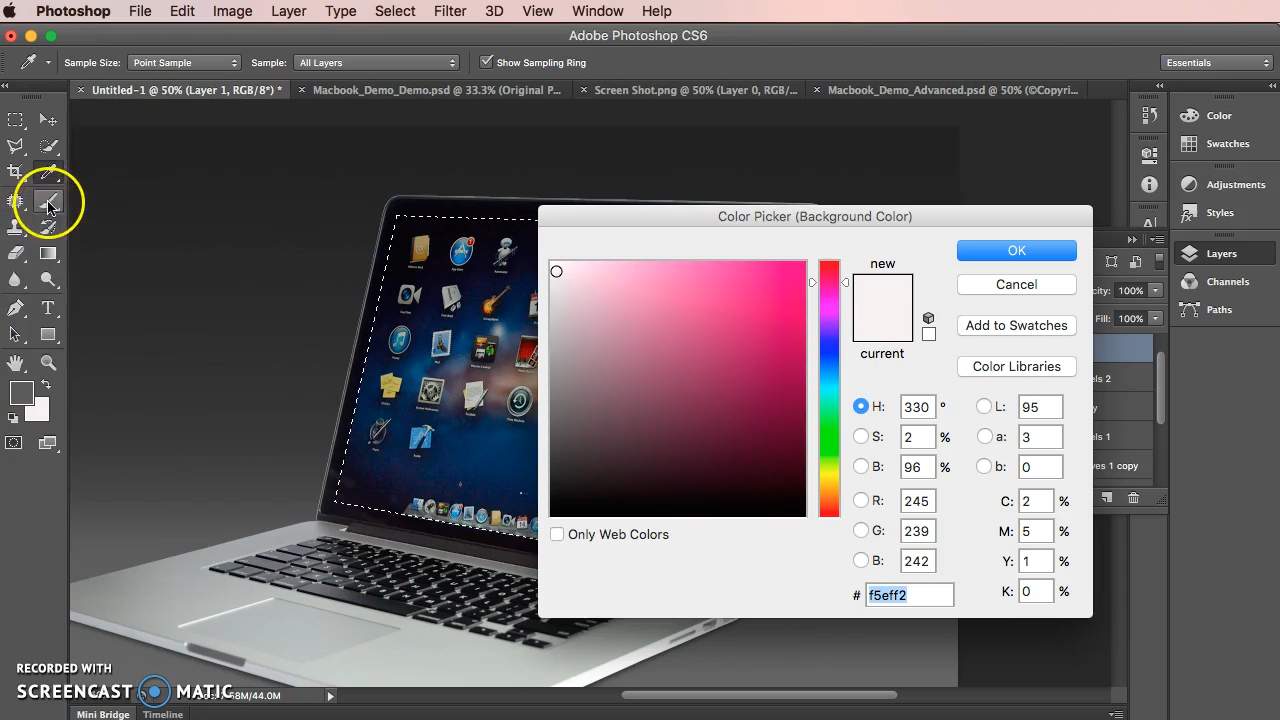 Photoshop File Edit Image Layer Type Select Filter 3D View Window Help
Adobe Photoshop CS6
Sample Size: Point Sample Sample: All Layers Show Sampling Ring Essentials
Untitled-1 @ 50% (Layer 1, RGB/8*) * Macbook_Demo_Demo.psd @ 33.3% (Original P... Screen Shot.png @ 50% (Layer 0, RGB/... Macbook_Demo_Advanced.psd @ 50% (©Copyri...
Color
Swatches
Adjustments
Styles
Layers
Channels
Paths
Color Picker (Background Color)
new
current
OK
Cancel
Add to Swatches
Color Libraries
H: 330 °
S: 2 %
B: 96 %
R: 245
G: 239
B: 242
# f5eff2
L: 95
a: 3
b: 0
C: 2 %
M: 5 %
Y: 1 %
K: 0 %
Only Web Colors
100%
Fill: 100%
RECORDED WITH
SCREENCAST MATIC
Mini Bridge Timeline